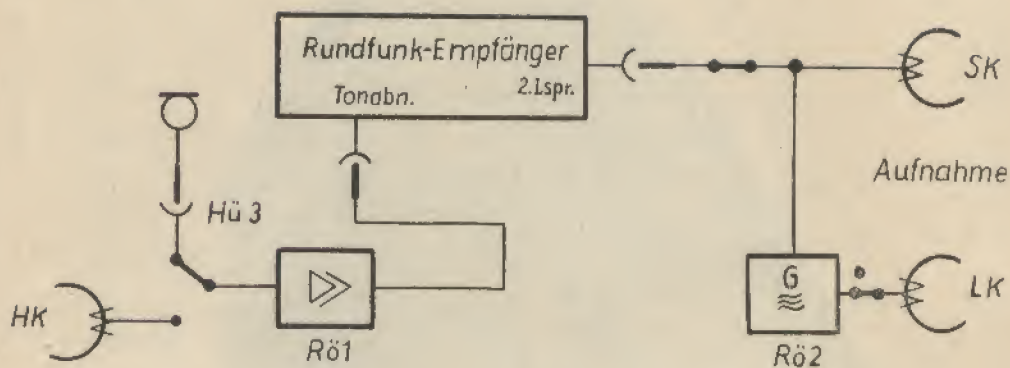 Rundfunk-Empfänger
Tonabn.
2.Lspr.
SK
Aufnahme
Hü 3
HK
Rö1
G
Rö2
LK